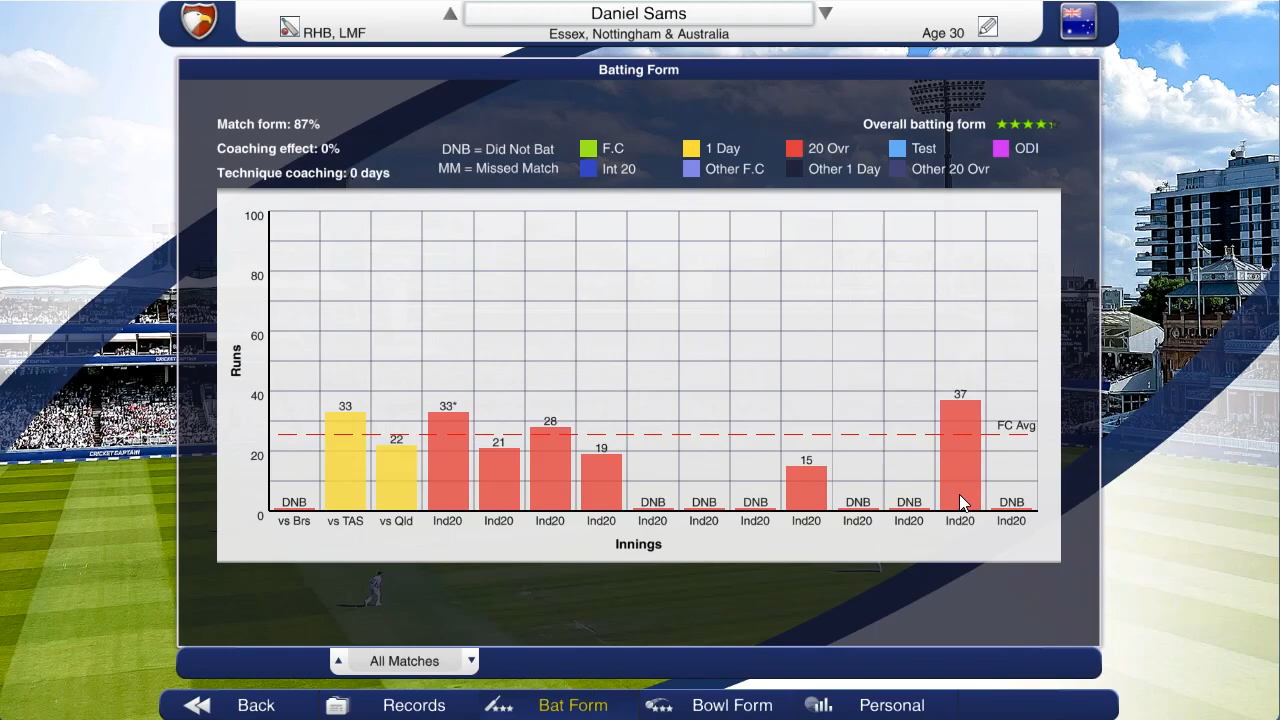 Daniel Sams
RHB, LMF
Essex, Nottingham & Australia
Age 30
Batting Form
Match form: 87%
Overall batting form
Coaching effect: 0%
DNB = Did Not Bat
F.C
1 Day
20 Ovr
Test
ODI
Technique coaching: 0 days
MM = Missed Match
Int 20
Other F.C
Other 1 Day
Other 20 Ovr
100
80
60
40
20
0
Runs
DNB
33
22
33*
21
28
19
DNB
DNB
DNB
15
DNB
DNB
37
DNB
FC Avg
vs Brs
vs TAS
vs Qld
Ind20
Ind20
Ind20
Ind20
Ind20
Ind20
Ind20
Ind20
Ind20
Ind20
Ind20
Ind20
Innings
CRICKET CAPTAIN
CRICKET CAPTAIN
All Matches
Back
Records
Bat Form
Bowl Form
Personal